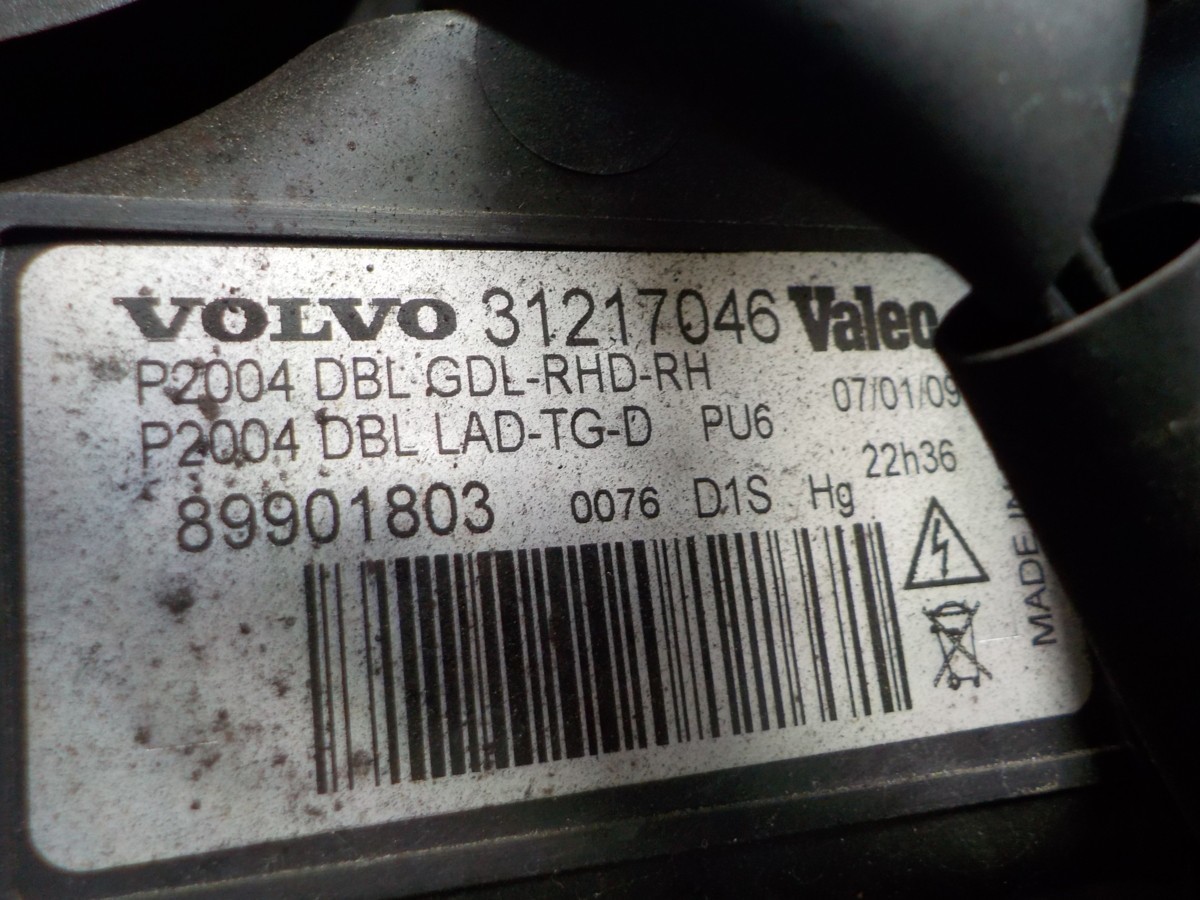 VOLVO 31217046 Valeo
P2004 DBL GDL-RHD-RH 07/01/09
P2004 DBL LAD-TG-D PU6 22h36
89901803 0076 D1S Hg
MADE IN